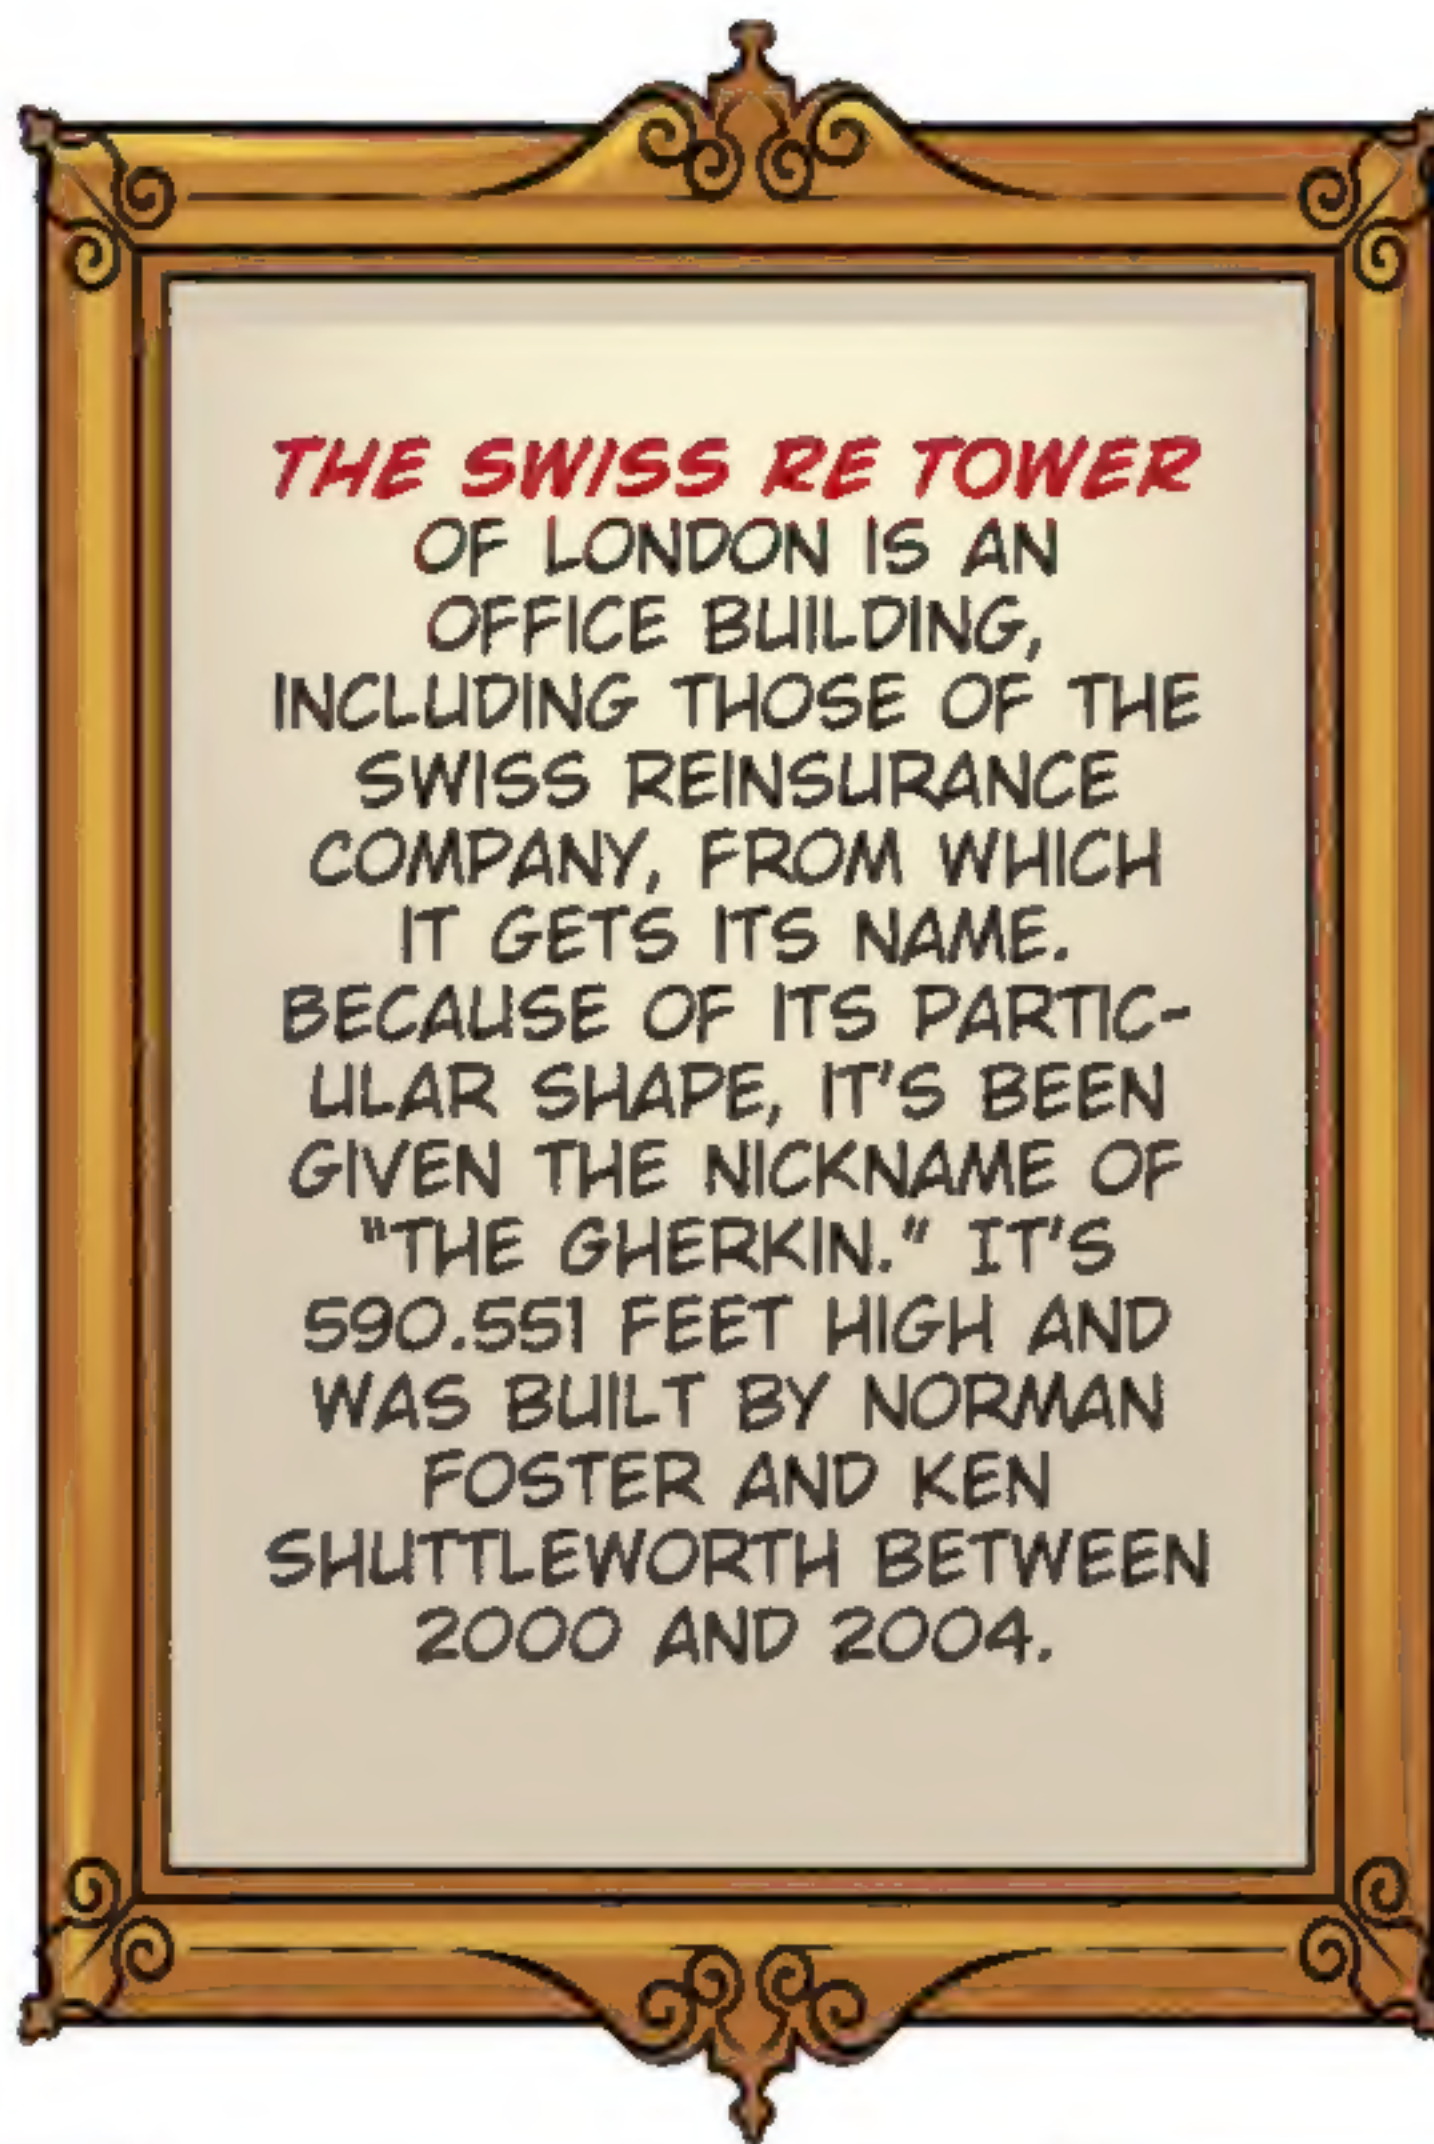 THE SWISS RE TOWER
OF LONDON IS AN
OFFICE BUILDING,
INCLUDING THOSE OF THE
SWISS REINSURANCE
COMPANY, FROM WHICH
IT GETS ITS NAME.
BECAUSE OF ITS PARTIC-
ULAR SHAPE, IT'S BEEN
GIVEN THE NICKNAME OF
"THE GHERKIN." IT'S
590.551 FEET HIGH AND
WAS BUILT BY NORMAN
FOSTER AND KEN
SHUTTLEWORTH BETWEEN
2000 AND 2004.